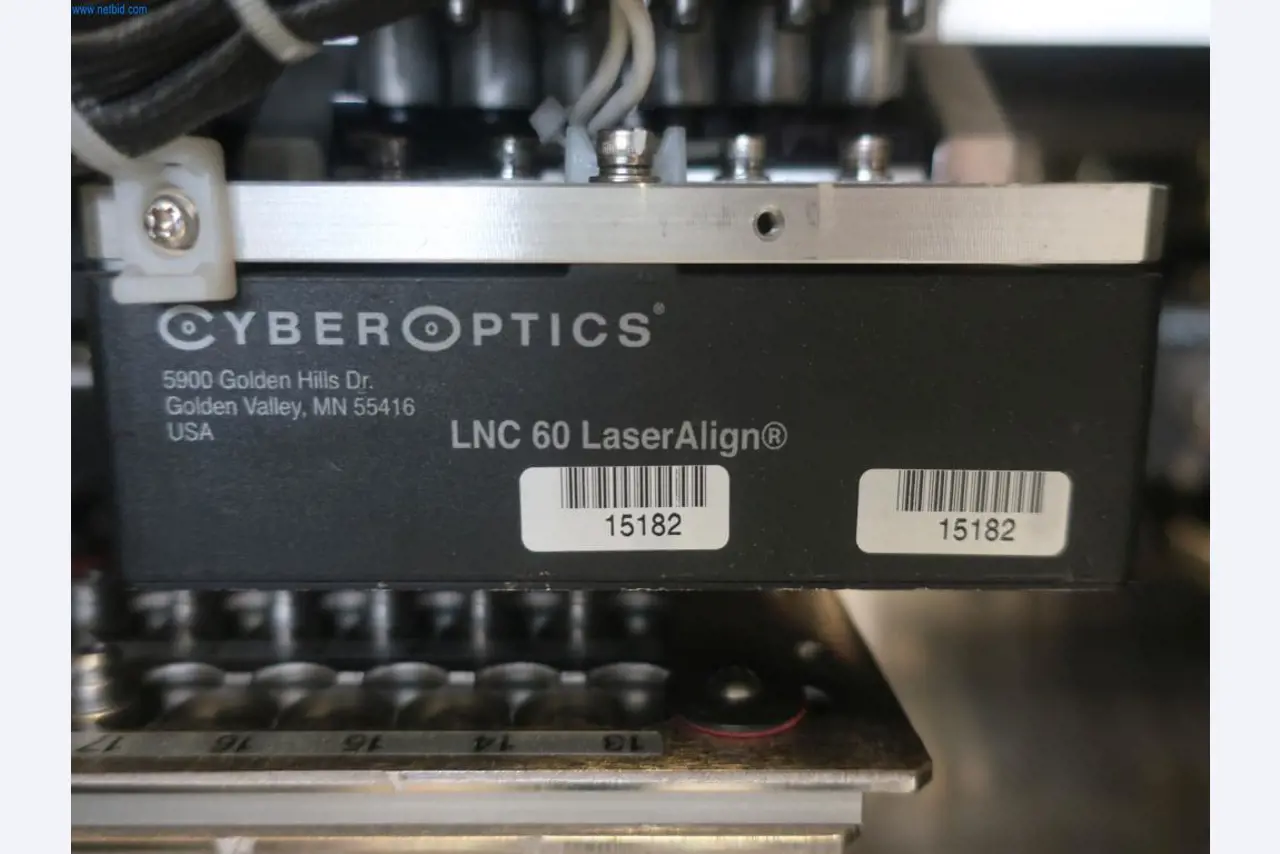 www.netbid.com
CYBEROPTICS®
5900 Golden Hills Dr.
Golden Valley, MN 55416
USA
LNC 60 LaserAlign®
15182
15182
17 16 15 14 13